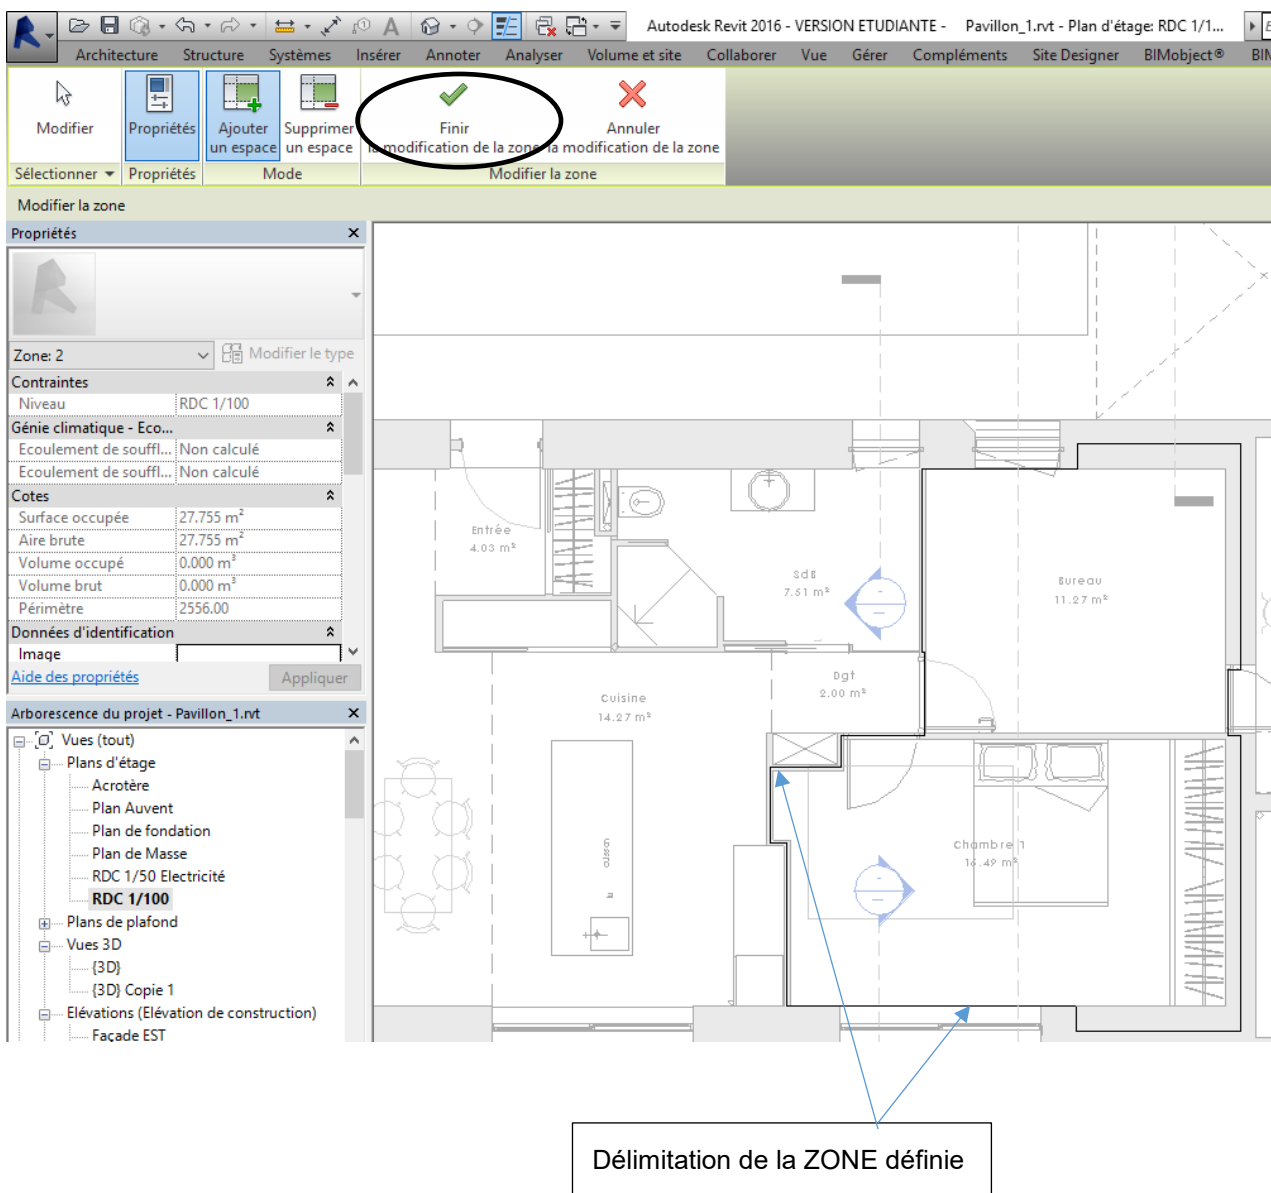 Autodesk Revit 2016 - VERSION ETUDIANTE - Pavillon_1.rvt - Plan d'étage: RDC 1/1...
Architecture Structure Systèmes Insérer Annoter Analyser Volume et site Collaborer Vue Gérer Compléments Site Designer BIMobject®
Modifier Propriétés Ajouter un espace Supprimer un espace Finir la modification de la zone Annuler la modification de la zone
Sélectionner Propriétés Mode Modifier la zone
Modifier la zone
Propriétés
Zone: 2 Modifier le type
Contraintes
Niveau RDC 1/100
Génie climatique - Eco...
Ecoulement de souffl... Non calculé
Ecoulement de souffl... Non calculé
Cotes
Surface occupée 27.755 m²
Aire brute 27.755 m²
Volume occupé 0.000 m³
Volume brut 0.000 m³
Périmètre 2556.00
Données d'identification
Image
Aide des propriétés Appliquer
Arborescence du projet - Pavillon_1.rvt
Vues (tout)
Plans d'étage
Acrotère
Plan Auvent
Plan de fondation
Plan de Masse
RDC 1/50 Electricité
RDC 1/100
Plans de plafond
Vues 3D
{3D}
{3D} Copie 1
Elévations (Elévation de construction)
Façade EST
Entrée
4.03 m²
SdB
7.51 m²
Bureau
11.27 m²
Dgt
2.00 m²
Cuisine
14.27 m²
cuisson
Chambre 1
16.49 m²
Délimitation de la ZONE définie